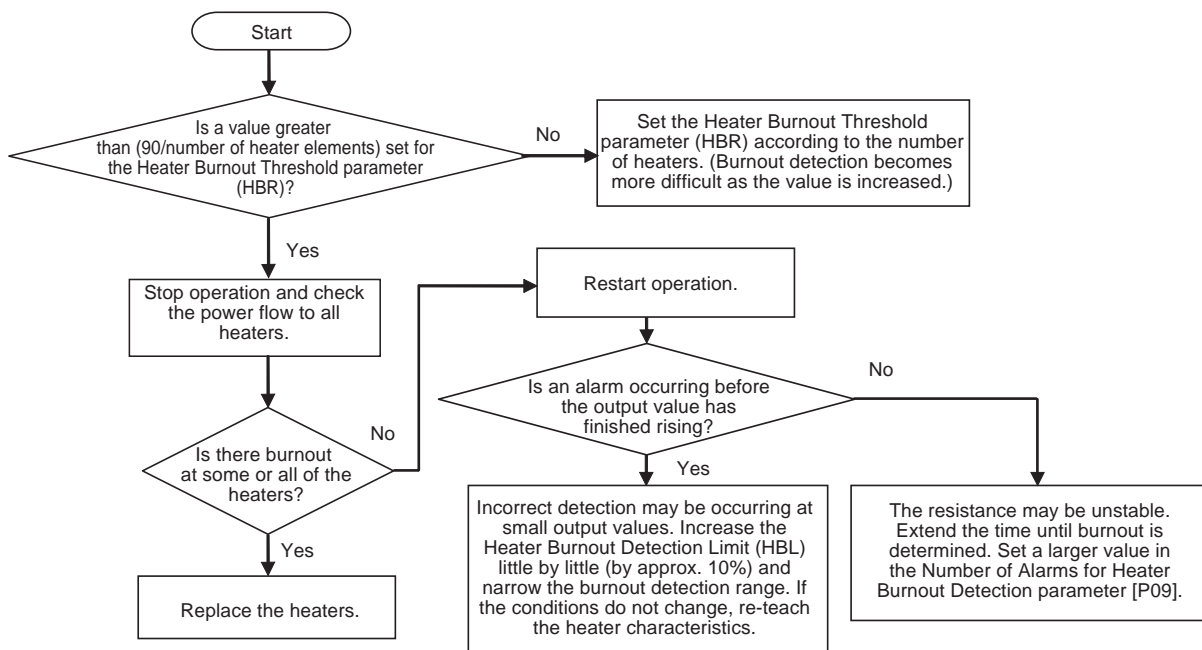 Start
Is a value greater
than (90/number of heater elements) set for
the Heater Burnout Threshold parameter
(HBR)?
No
Set the Heater Burnout Threshold
parameter (HBR) according to the number
of heaters. (Burnout detection becomes
more difficult as the value is increased.)
Yes
Stop operation and check
the power flow to all
heaters.
Restart operation.
Is there burnout
at some or all of the
heaters?
No
Is an alarm occurring before
the output value has
finished rising?
No
Yes
Replace the heaters.
Yes
Incorrect detection may be occurring at
small output values. Increase the
Heater Burnout Detection Limit (HBL)
little by little (by approx. 10%) and
narrow the burnout detection range. If
the conditions do not change, re-teach
the heater characteristics.
The resistance may be unstable.
Extend the time until burnout is
determined. Set a larger value in
the Number of Alarms for Heater
Burnout Detection parameter [P09].